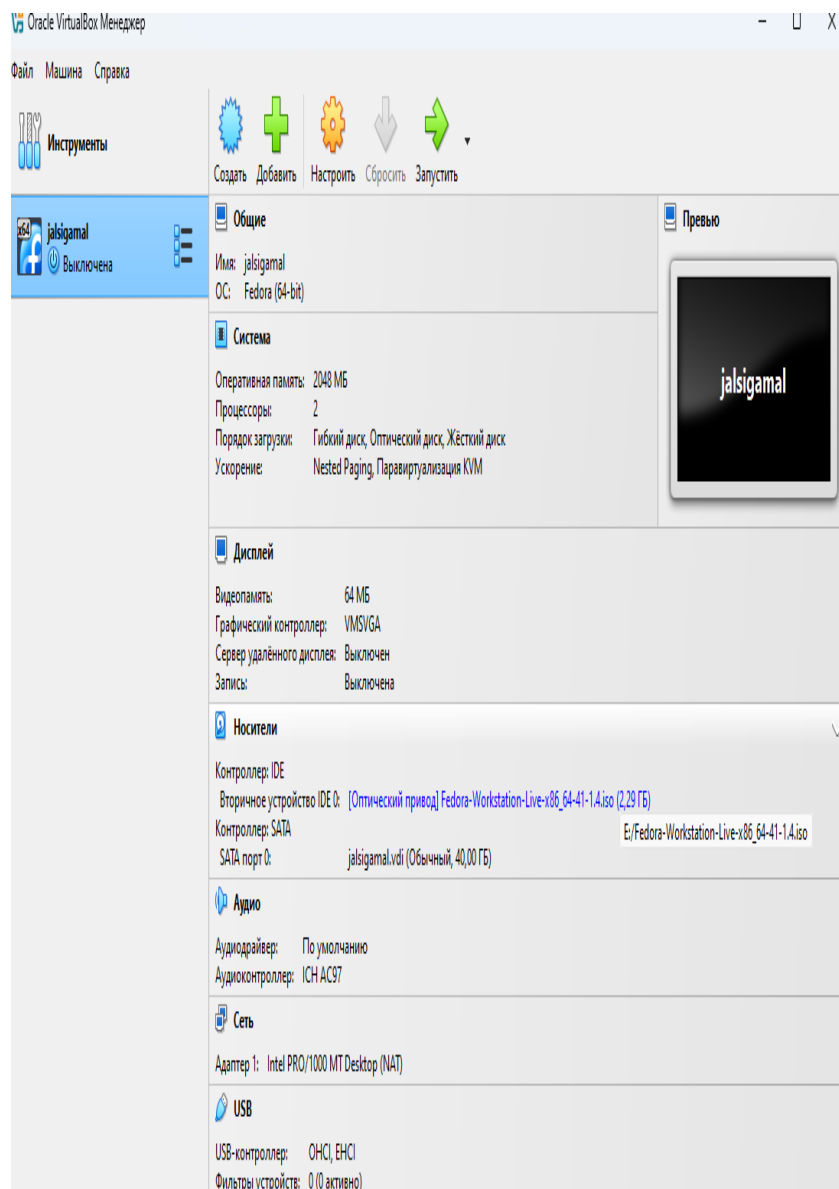 Oracle VirtualBox Менеджер
Файл Машина Справка
Инструменты
Создать Добавить Настроить Сбросить Запустить
x64
jalsigamal
Выключена
Общие
Имя: jalsigamal
ОС: Fedora (64-bit)
Превью
jalsigamal
Система
Оперативная память: 2048 МБ
Процессоры: 2
Порядок загрузки: Гибкий диск, Оптический диск, Жёсткий диск
Ускорение: Nested Paging, Паравиртуализация KVM
Дисплей
Видеопамять: 64 МБ
Графический контроллер: VMSVGA
Сервер удалённого дисплея: Выключен
Запись: Выключена
Носители
Контроллер: IDE
Вторичное устройство IDE 0: [Оптический привод] Fedora-Workstation-Live-x86_64-41-1.4.iso (2,29 ГБ)
Контроллер: SATA
E:/Fedora-Workstation-Live-x86_64-41-1.4.iso
SATA порт 0: jalsigamal.vdi (Обычный, 40,00 ГБ)
Аудио
Аудиодрайвер: По умолчанию
Аудиоконтроллер: ICH AC97
Сеть
Адаптер 1: Intel PRO/1000 MT Desktop (NAT)
USB
USB-контроллер: OHCI, EHCI
Фильтры устройств: 0 (0 активно)